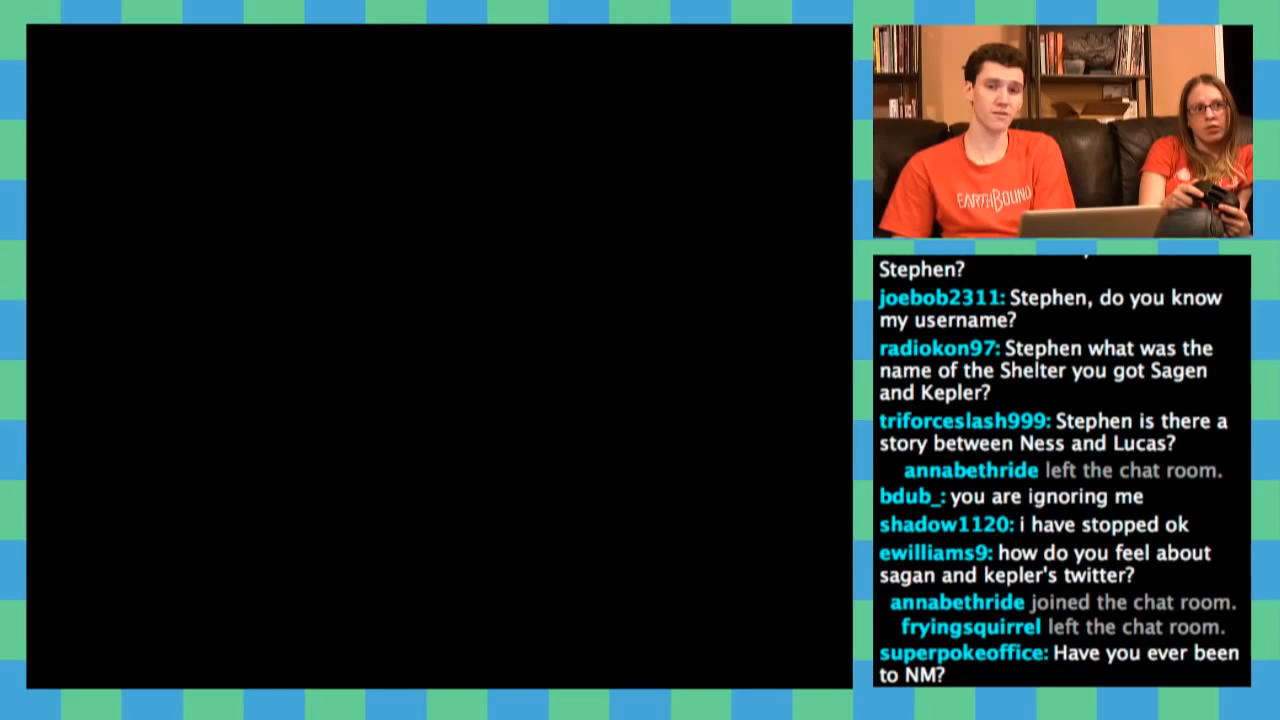 EARTHBOUND
Stephen?
joebob2311: Stephen, do you know
my username?
radiokon97: Stephen what was the
name of the Shelter you got Sagen
and Kepler?
triforceslash999: Stephen is there a
story between Ness and Lucas?
annabethride left the chat room.
bdub_: you are ignoring me
shadow1120: i have stopped ok
ewilliams9: how do you feel about
sagan and kepler's twitter?
annabethride joined the chat room.
fryingsquirrel left the chat room.
superpokeoffice: Have you ever been
to NM?